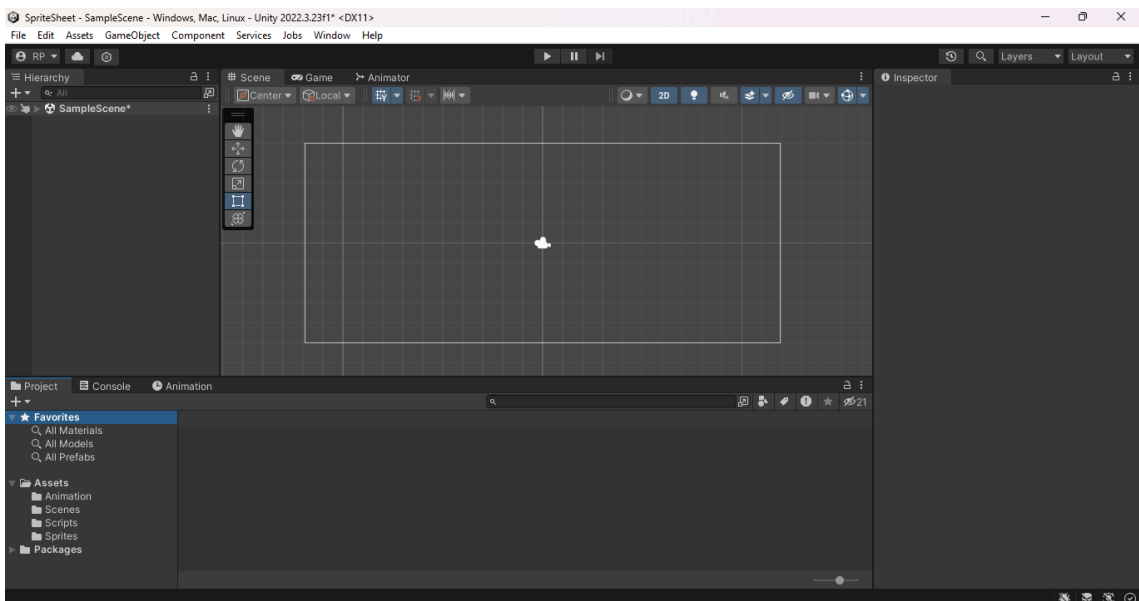 SpriteSheet - SampleScene - Windows, Mac, Linux - Unity 2022.3.23f1* <DX11>
File Edit Assets GameObject Component Services Jobs Window Help
RP Layers Layout
Hierarchy Scene Game Animator Inspector
All Center Local 2D
SampleScene*
Project Console Animation
21
Favorites
All Materials
All Models
All Prefabs
Assets
Animation
Scenes
Scripts
Sprites
Packages